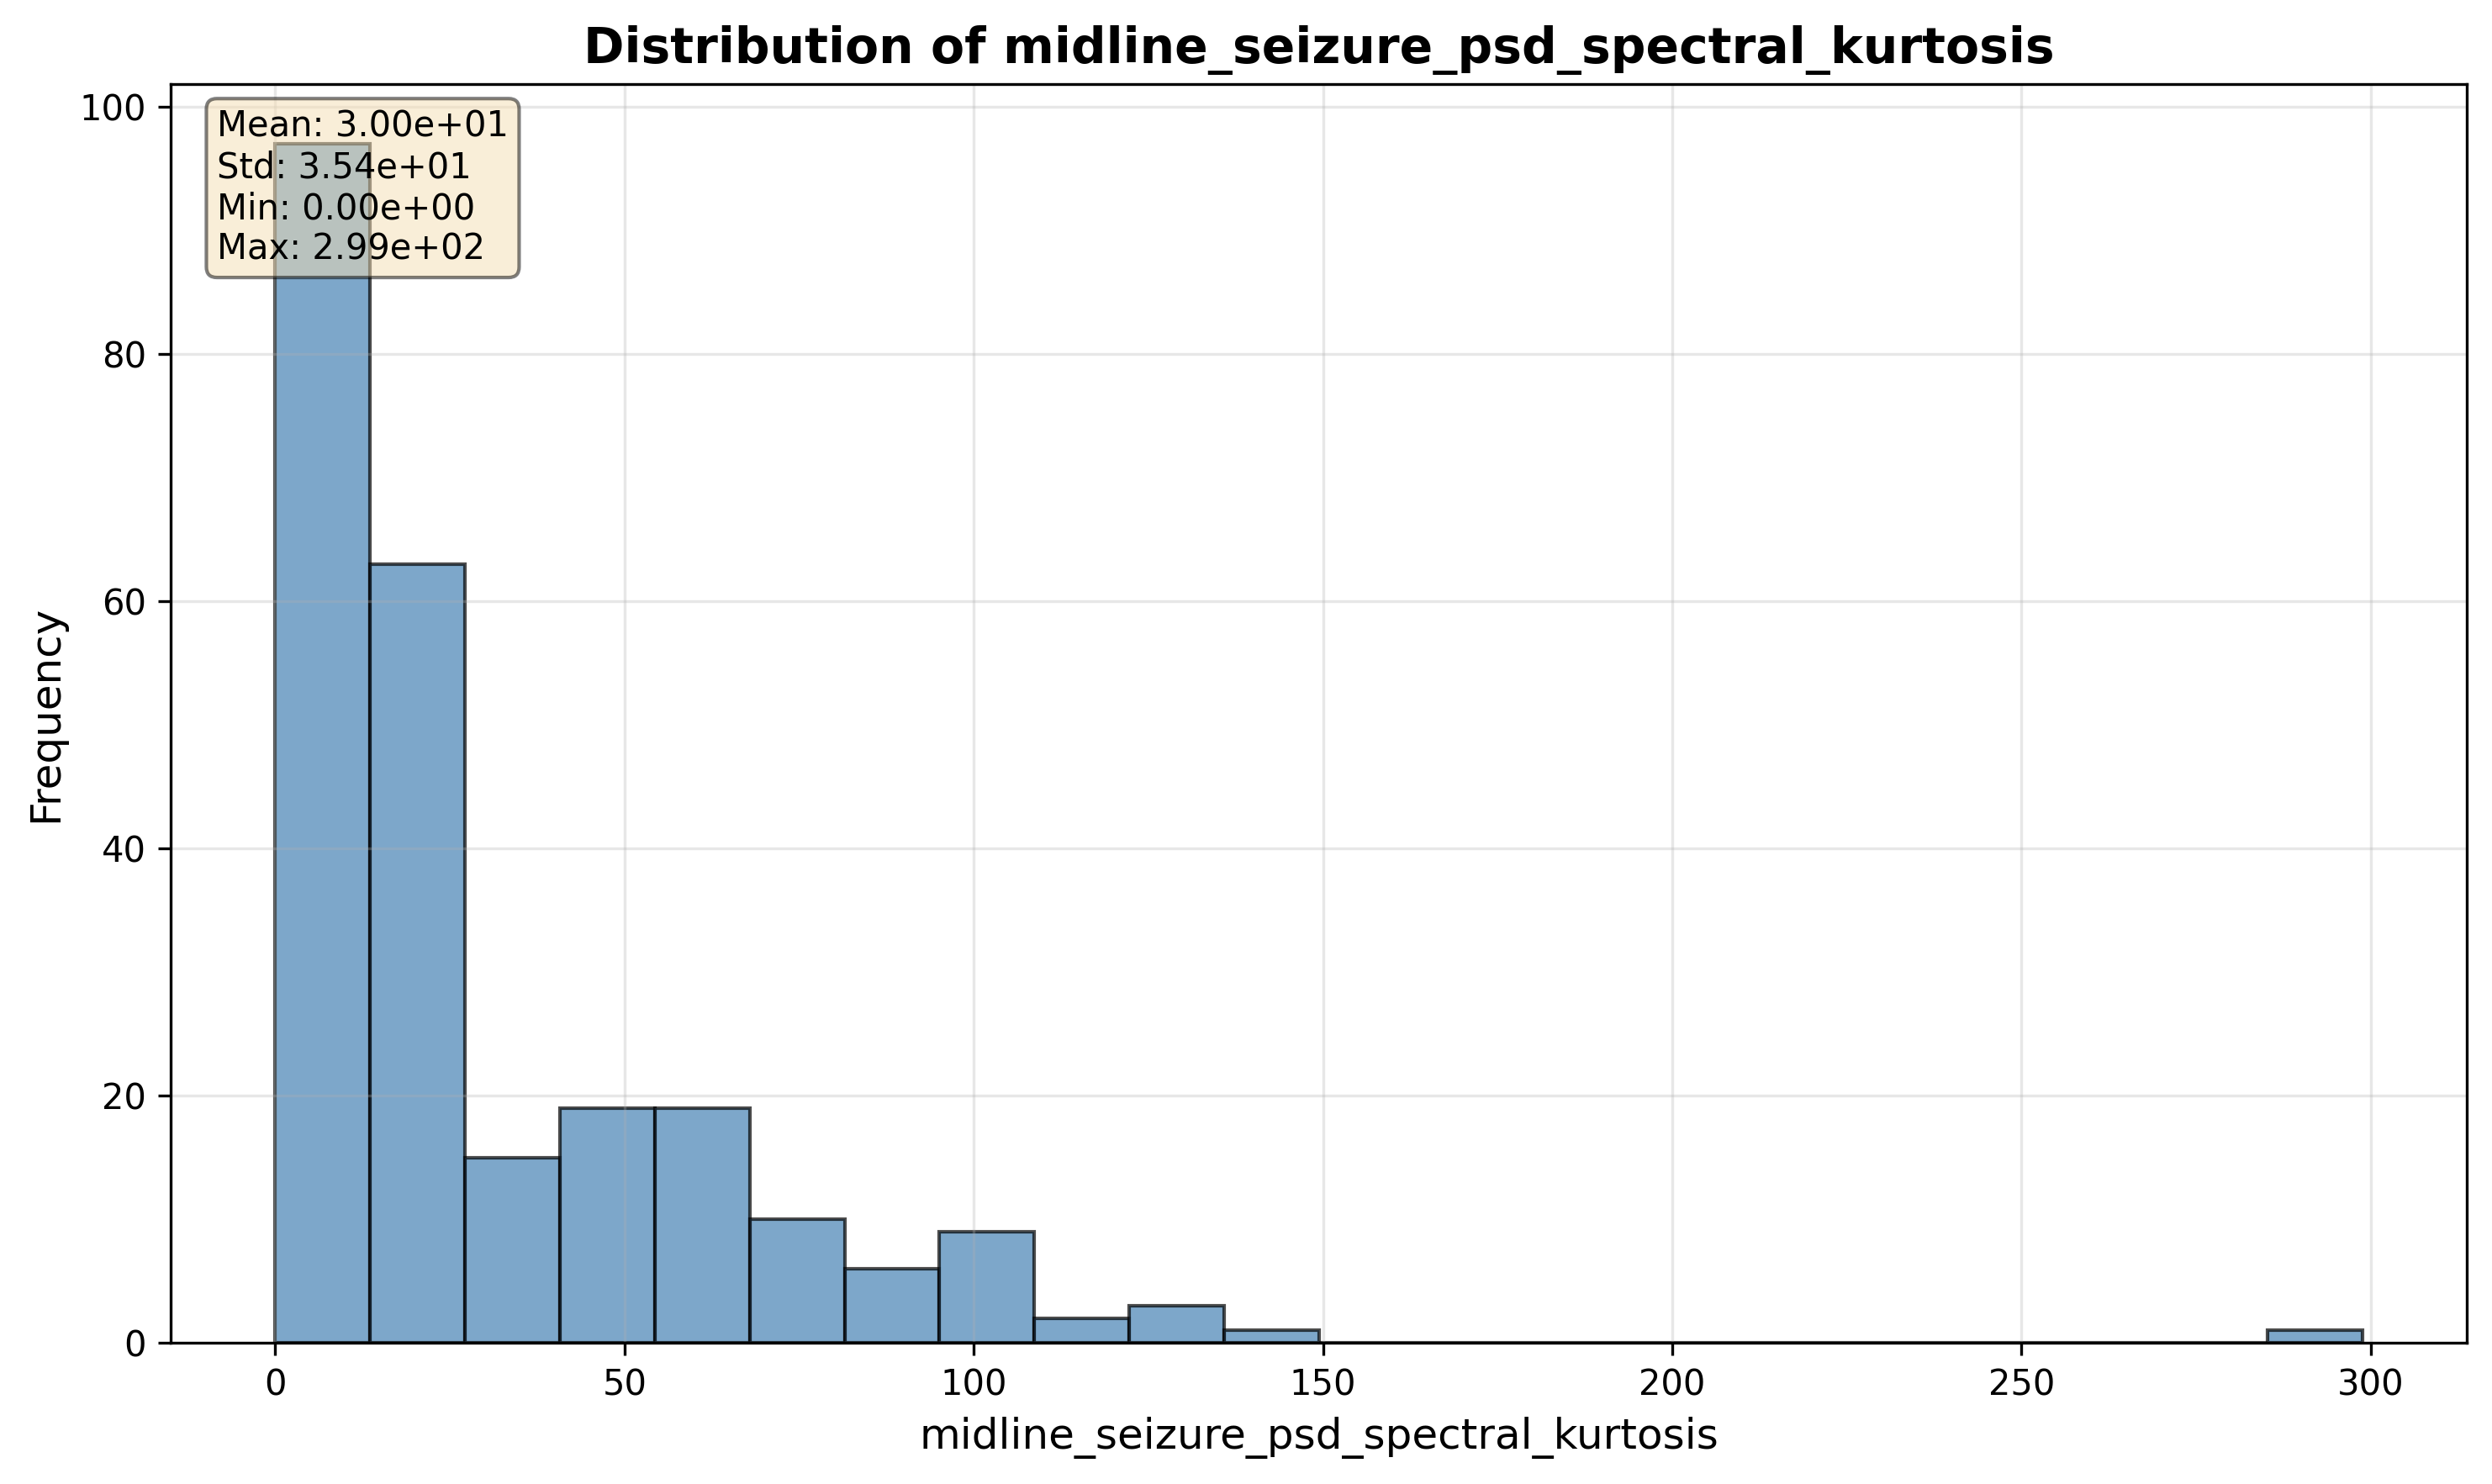 Distribution of midline_seizure_psd_spectral_kurtosis
Mean: 3.00e+01
Std: 3.54e+01
Min: 0.00e+00
Max: 2.99e+02
Frequency
100
80
60
40
20
0
0 50 100 150 200 250 300
midline_seizure_psd_spectral_kurtosis